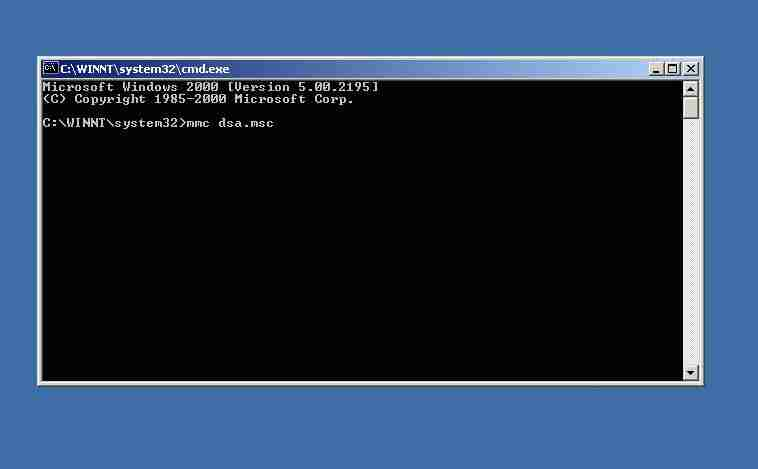 C:\WINNT\system32\cmd.exe
Microsoft Windows 2000 [Version 5.00.2195]
(C) Copyright 1985-2000 Microsoft Corp.
C:\WINNT\system32>mmc dsa.msc